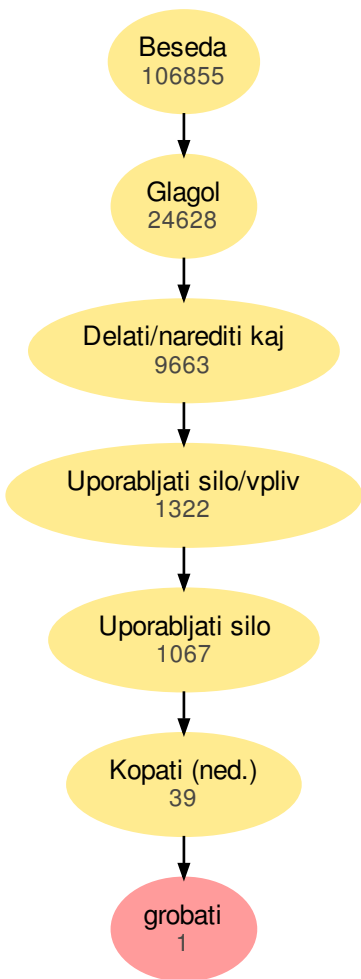 Beseda
106855
Glagol
24628
Delati/narediti kaj
9663
Uporabljati silo/vpliv
1322
Uporabljati silo
1067
Kopati (ned.)
39
grobati
1